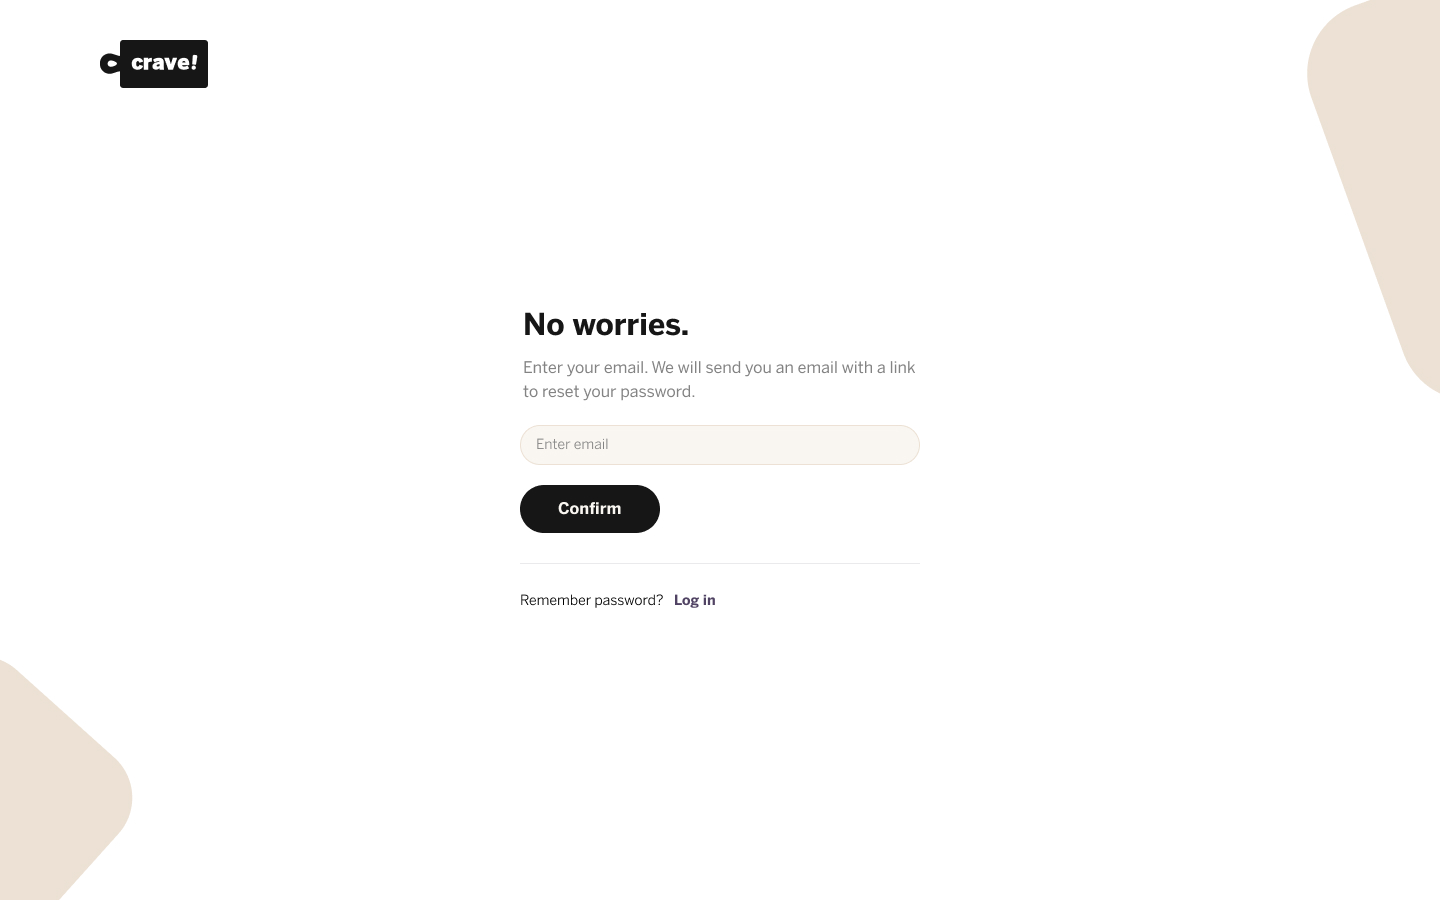 crave!
No worries.
Enter your email. We will send you an email with a link
to reset your password.
Enter email
Confirm
Remember password? Log in